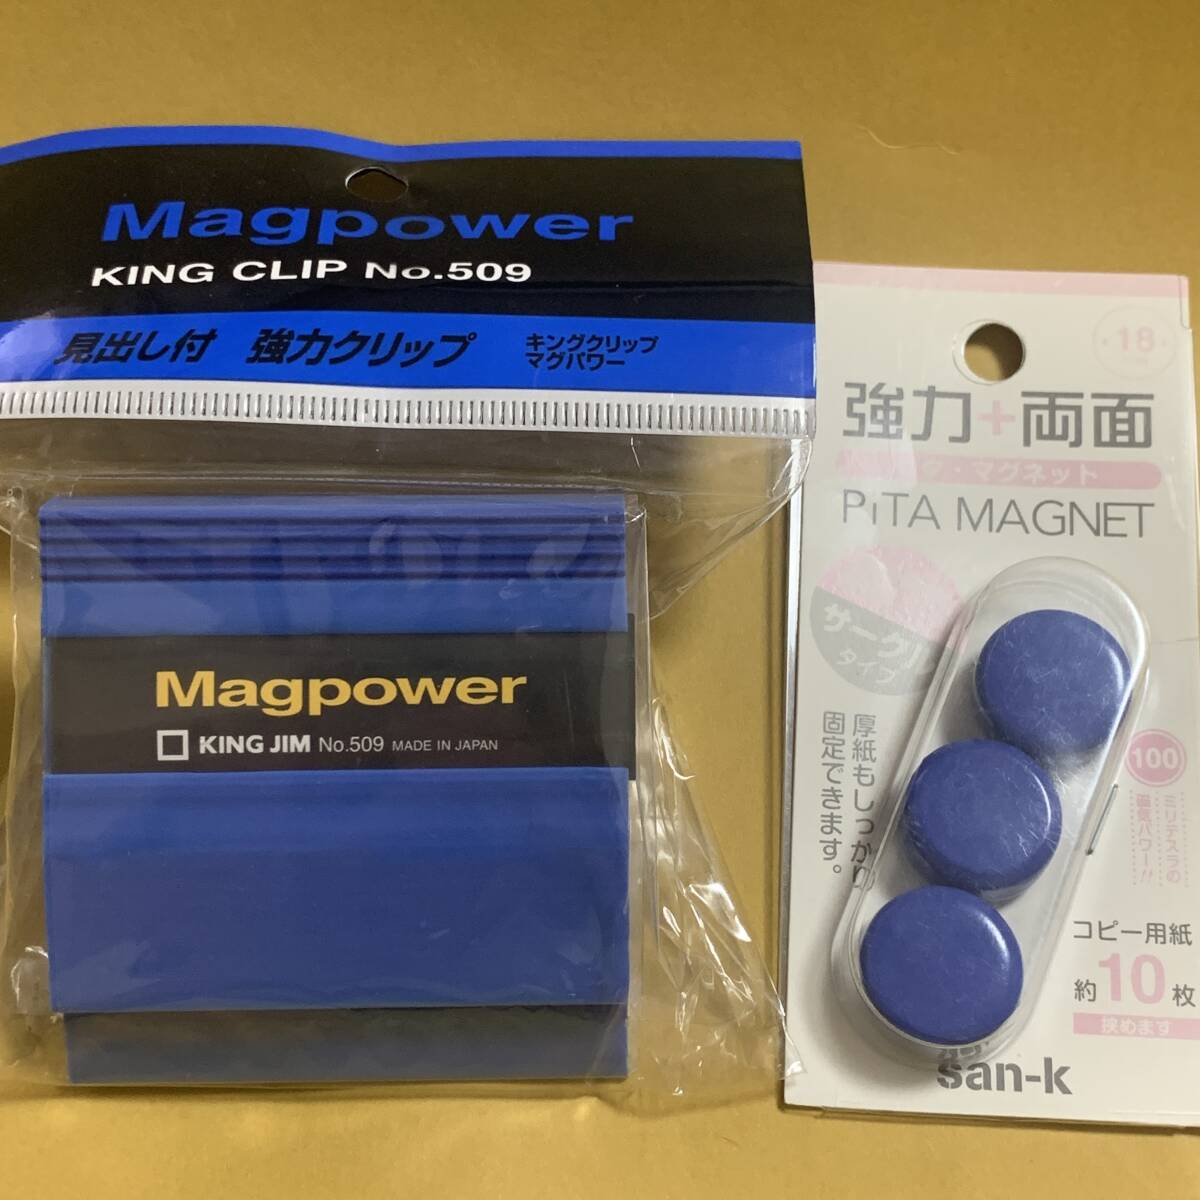 Magpower
KING CLIP No.509
見出し付 強力クリップ
キングクリップ
マグパワー
Magpower
KING JIM No.509 MADE IN JAPAN
18
強力+両面
・マグネット
PiTA MAGNET
タイプ
厚紙もしっかり
固定できます。
100
ミリテスラの
磁気パワー!!
コピー用紙
約10枚
挟めます
san-k